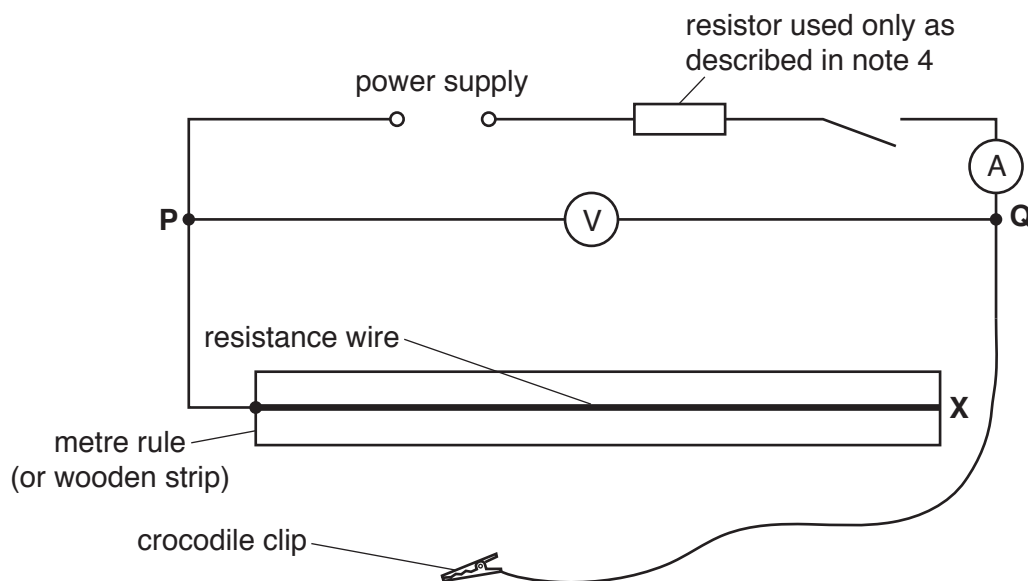 resistor used only as
described in note 4
power supply
A
P
V
Q
resistance wire
X
metre rule
(or wooden strip)
crocodile clip